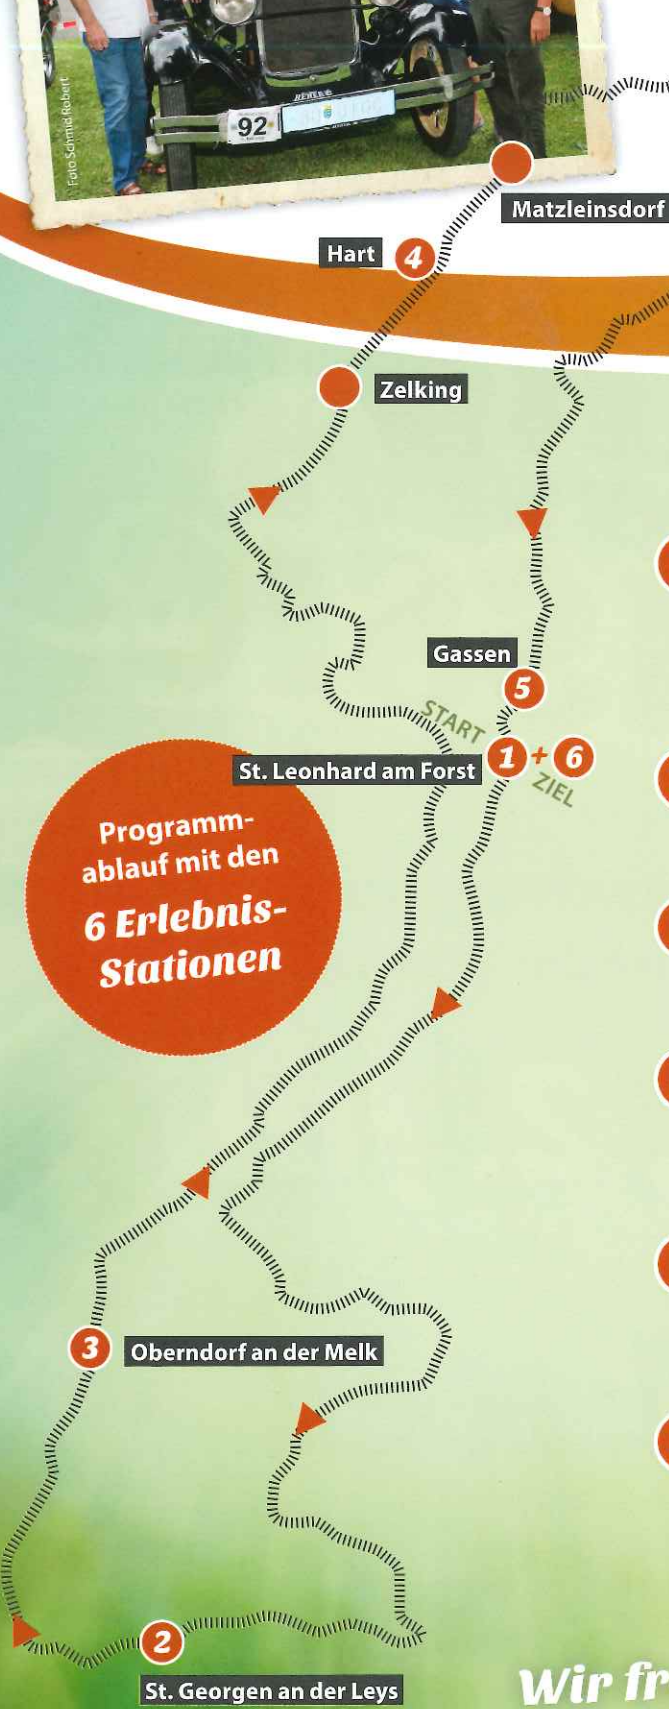 Foto Schmid Robert
92
Matzleinsdorf
Hart
4
Zelking
Gassen
5
START
St. Leonhard am Forst
1 + 6
ZIEL
Programm-
ablauf mit den
6 Erlebnis-
Stationen
3
Oberndorf an der Melk
2
St. Georgen an der Leys
Wir fr